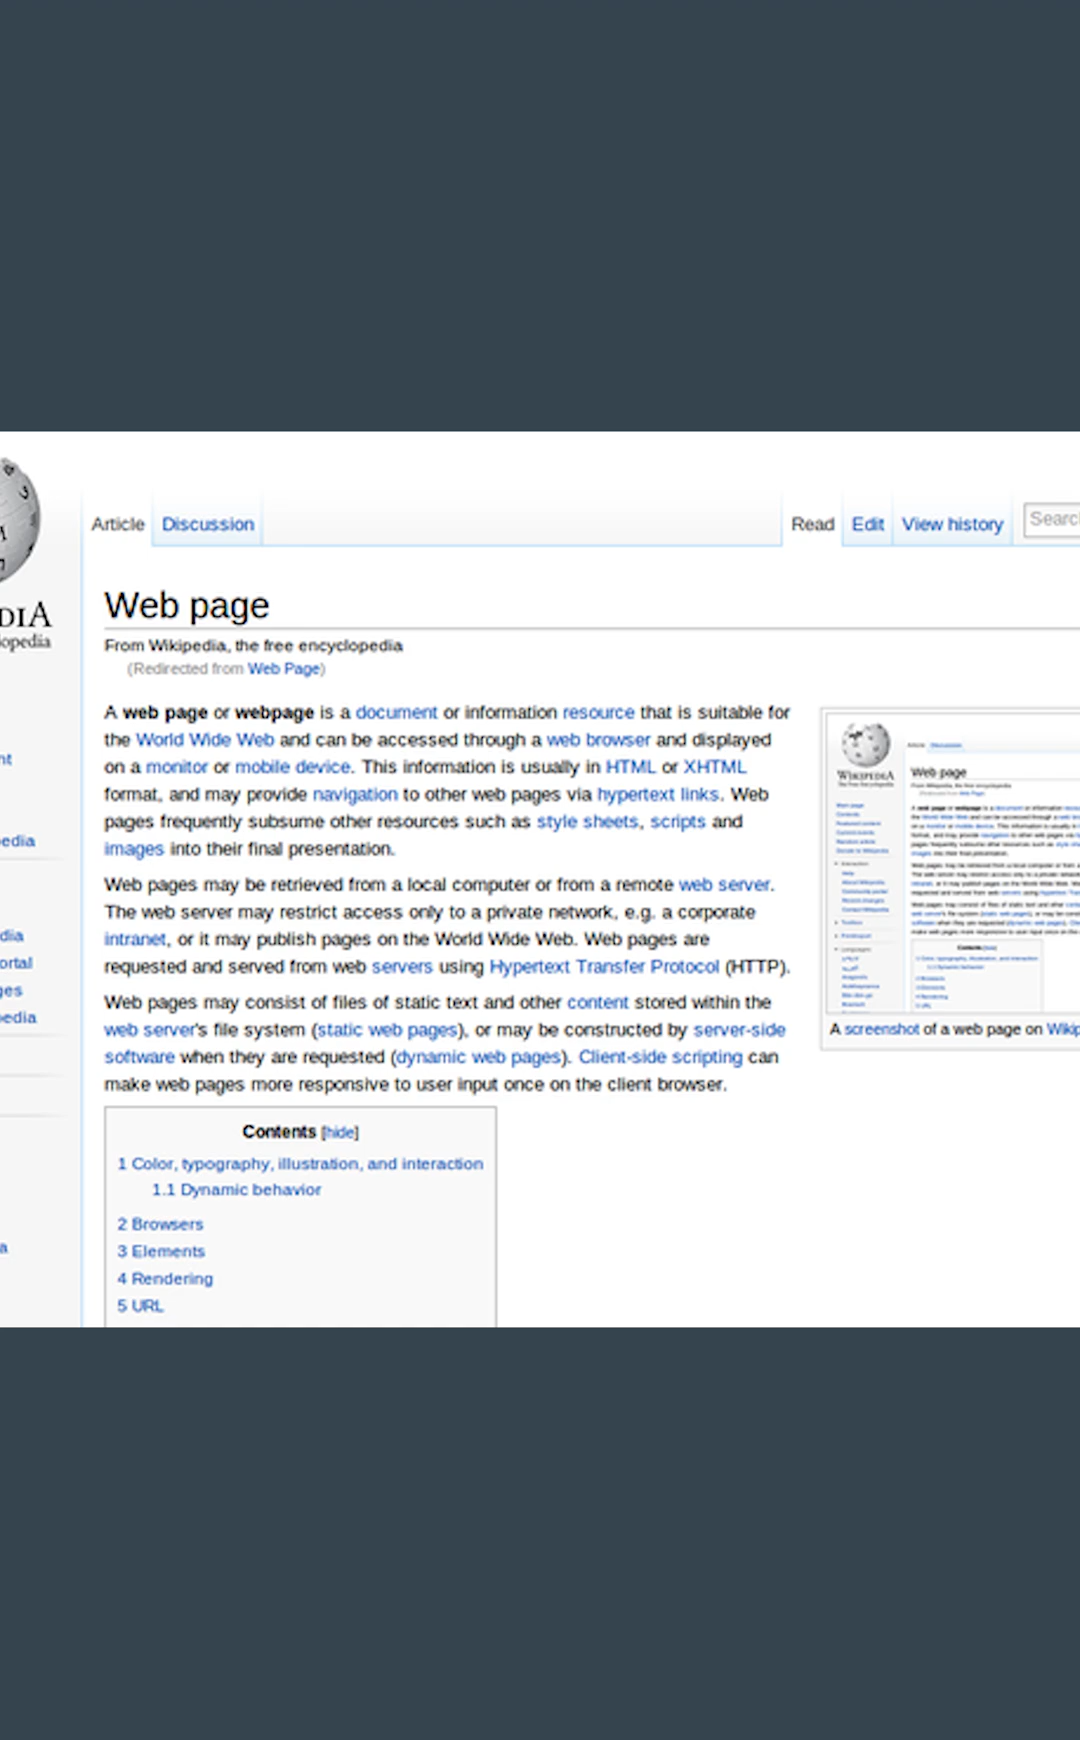 Article Discussion Read Edit View history Search
Web page
From Wikipedia, the free encyclopedia
(Redirected from Web Page)
A web page or webpage is a document or information resource that is suitable for
the World Wide Web and can be accessed through a web browser and displayed
on a monitor or mobile device. This information is usually in HTML or XHTML
format, and may provide navigation to other web pages via hypertext links. Web
pages frequently subsume other resources such as style sheets, scripts and
images into their final presentation.
Web pages may be retrieved from a local computer or from a remote web server.
The web server may restrict access only to a private network, e.g. a corporate
intranet, or it may publish pages on the World Wide Web. Web pages are
requested and served from web servers using Hypertext Transfer Protocol (HTTP).
Web pages may consist of files of static text and other content stored within the
web server's file system (static web pages), or may be constructed by server-side
software when they are requested (dynamic web pages). Client-side scripting can
make web pages more responsive to user input once on the client browser.
Contents [hide]
1 Color, typography, illustration, and interaction
1.1 Dynamic behavior
2 Browsers
3 Elements
4 Rendering
5 URL
WIKIPEDIA
Web page
A screenshot of a web page on Wikip